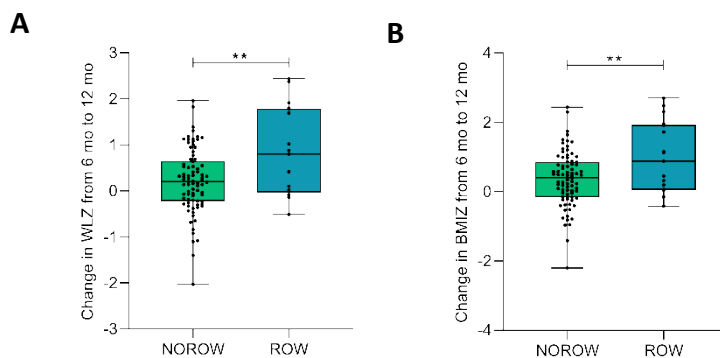 A
Change in WLZ from 6 mo to 12 mo
3
2
1
0
-1
-2
-3
**
NOROW
ROW
B
Change in BMIZ from 6 mo to 12 mo
4
2
0
-2
-4
**
NOROW
ROW